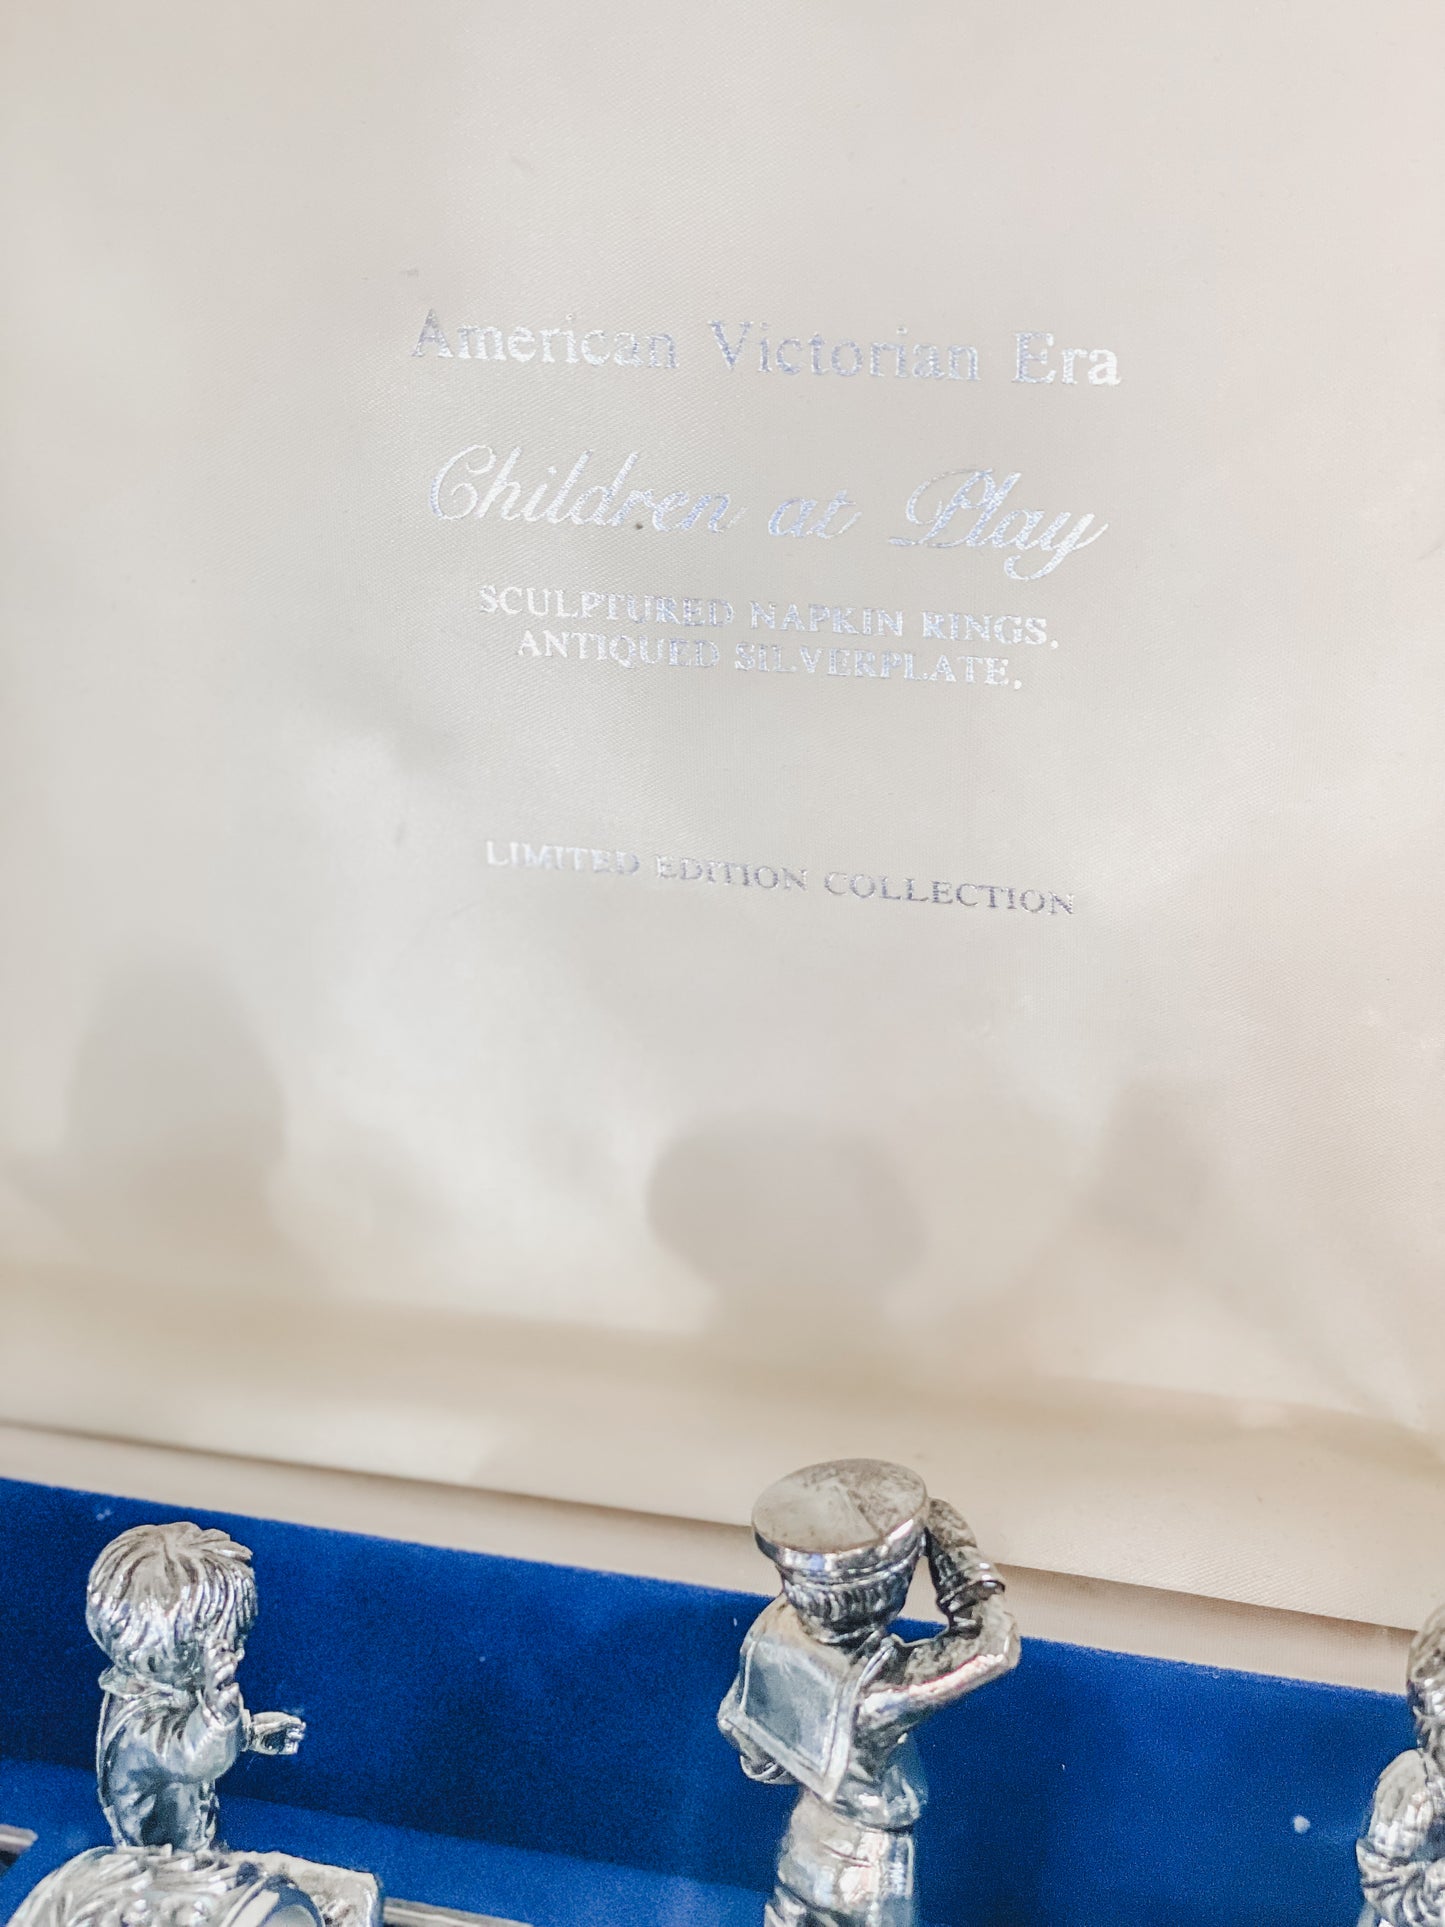 American Victorian Era
Children at Play
SCULPTURED NAPKIN RINGS.
ANTIQUED SILVERPLATE.
LIMITED EDITION COLLECTION